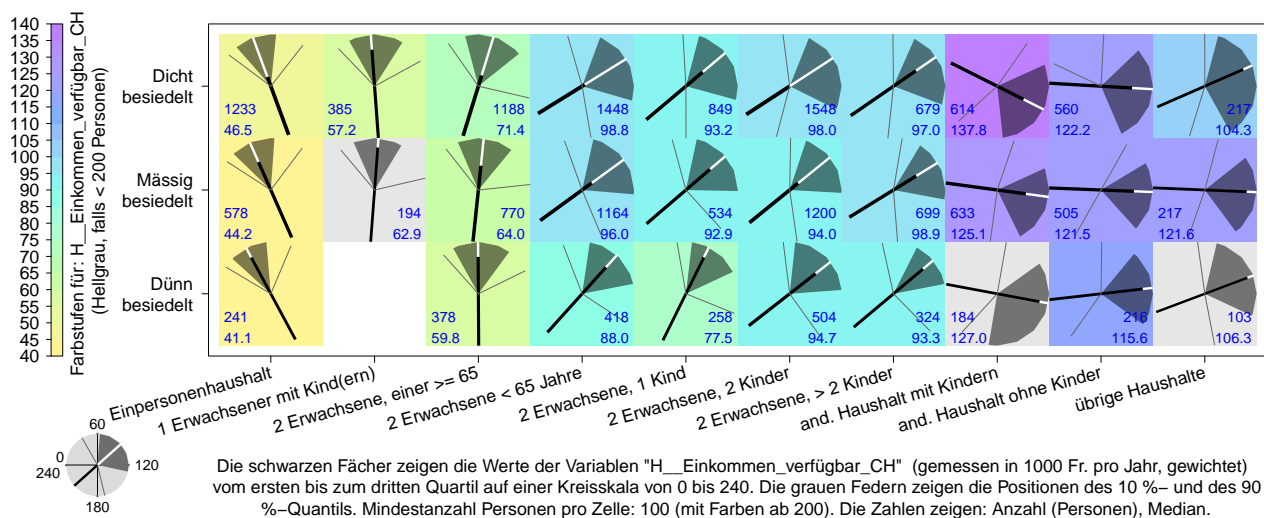 140
135
130
125
120
115
110
105
100
95
90
85
80
75
70
65
60
55
50
45
40
Farbstufen für: H__Einkommen_verfügbar_CH
(Hellgrau, falls < 200 Personen)
Dicht
besiedelt
1233 385 1188 1448 849 1548 679 614 560 217
46.5 57.2 71.4 98.8 93.2 98.0 97.0 137.8 122.2 104.3
Mässig
besiedelt
578 194 770 1164 534 1200 699 633 505 217
44.2 62.9 64.0 96.0 92.9 94.0 98.9 125.1 121.5 121.6
Dünn
besiedelt
241 378 418 258 504 324 184 216 103
41.1 59.8 88.0 77.5 94.7 93.3 127.0 115.6 106.3
Einpersonenhaushalt
1 Erwachsener mit Kind(ern)
2 Erwachsene, einer >= 65
2 Erwachsene < 65 Jahre
2 Erwachsene, 1 Kind
2 Erwachsene, 2 Kinder
2 Erwachsene, > 2 Kinder
and. Haushalt mit Kindern
and. Haushalt ohne Kinder
übrige Haushalte
60
0
240
120
180
Die schwarzen Fächer zeigen die Werte der Variablen "H__Einkommen_verfügbar_CH" (gemessen in 1000 Fr. pro Jahr, gewichtet)
vom ersten bis zum dritten Quartil auf einer Kreisskala von 0 bis 240. Die grauen Federn zeigen die Positionen des 10 %−und des 90
%−Quantils. Mindestanzahl Personen pro Zelle: 100 (mit Farben ab 200). Die Zahlen zeigen: Anzahl (Personen), Median.